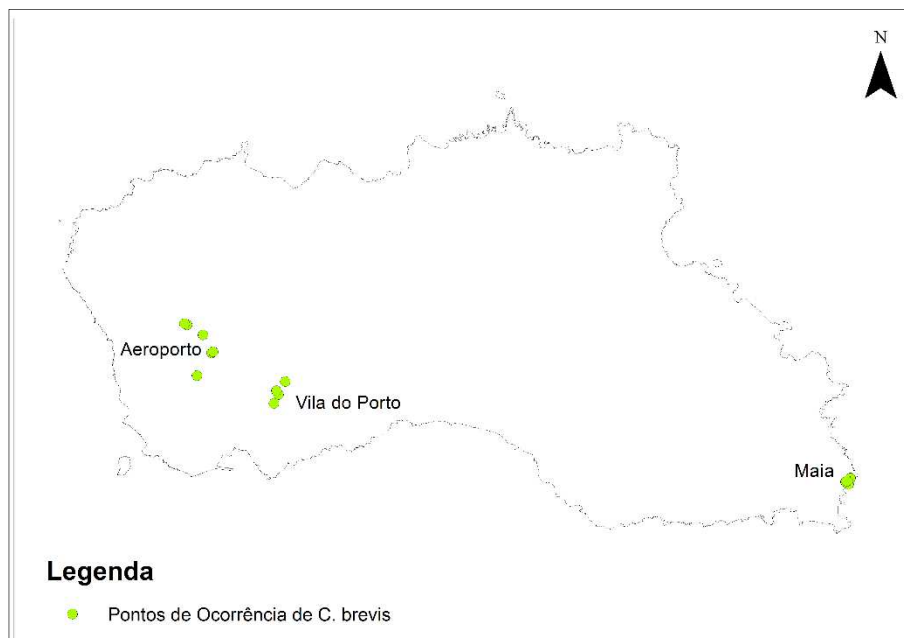 N
Aeroporto
Vila do Porto
Maia
Legenda
Pontos de Ocorrência de C. brevis